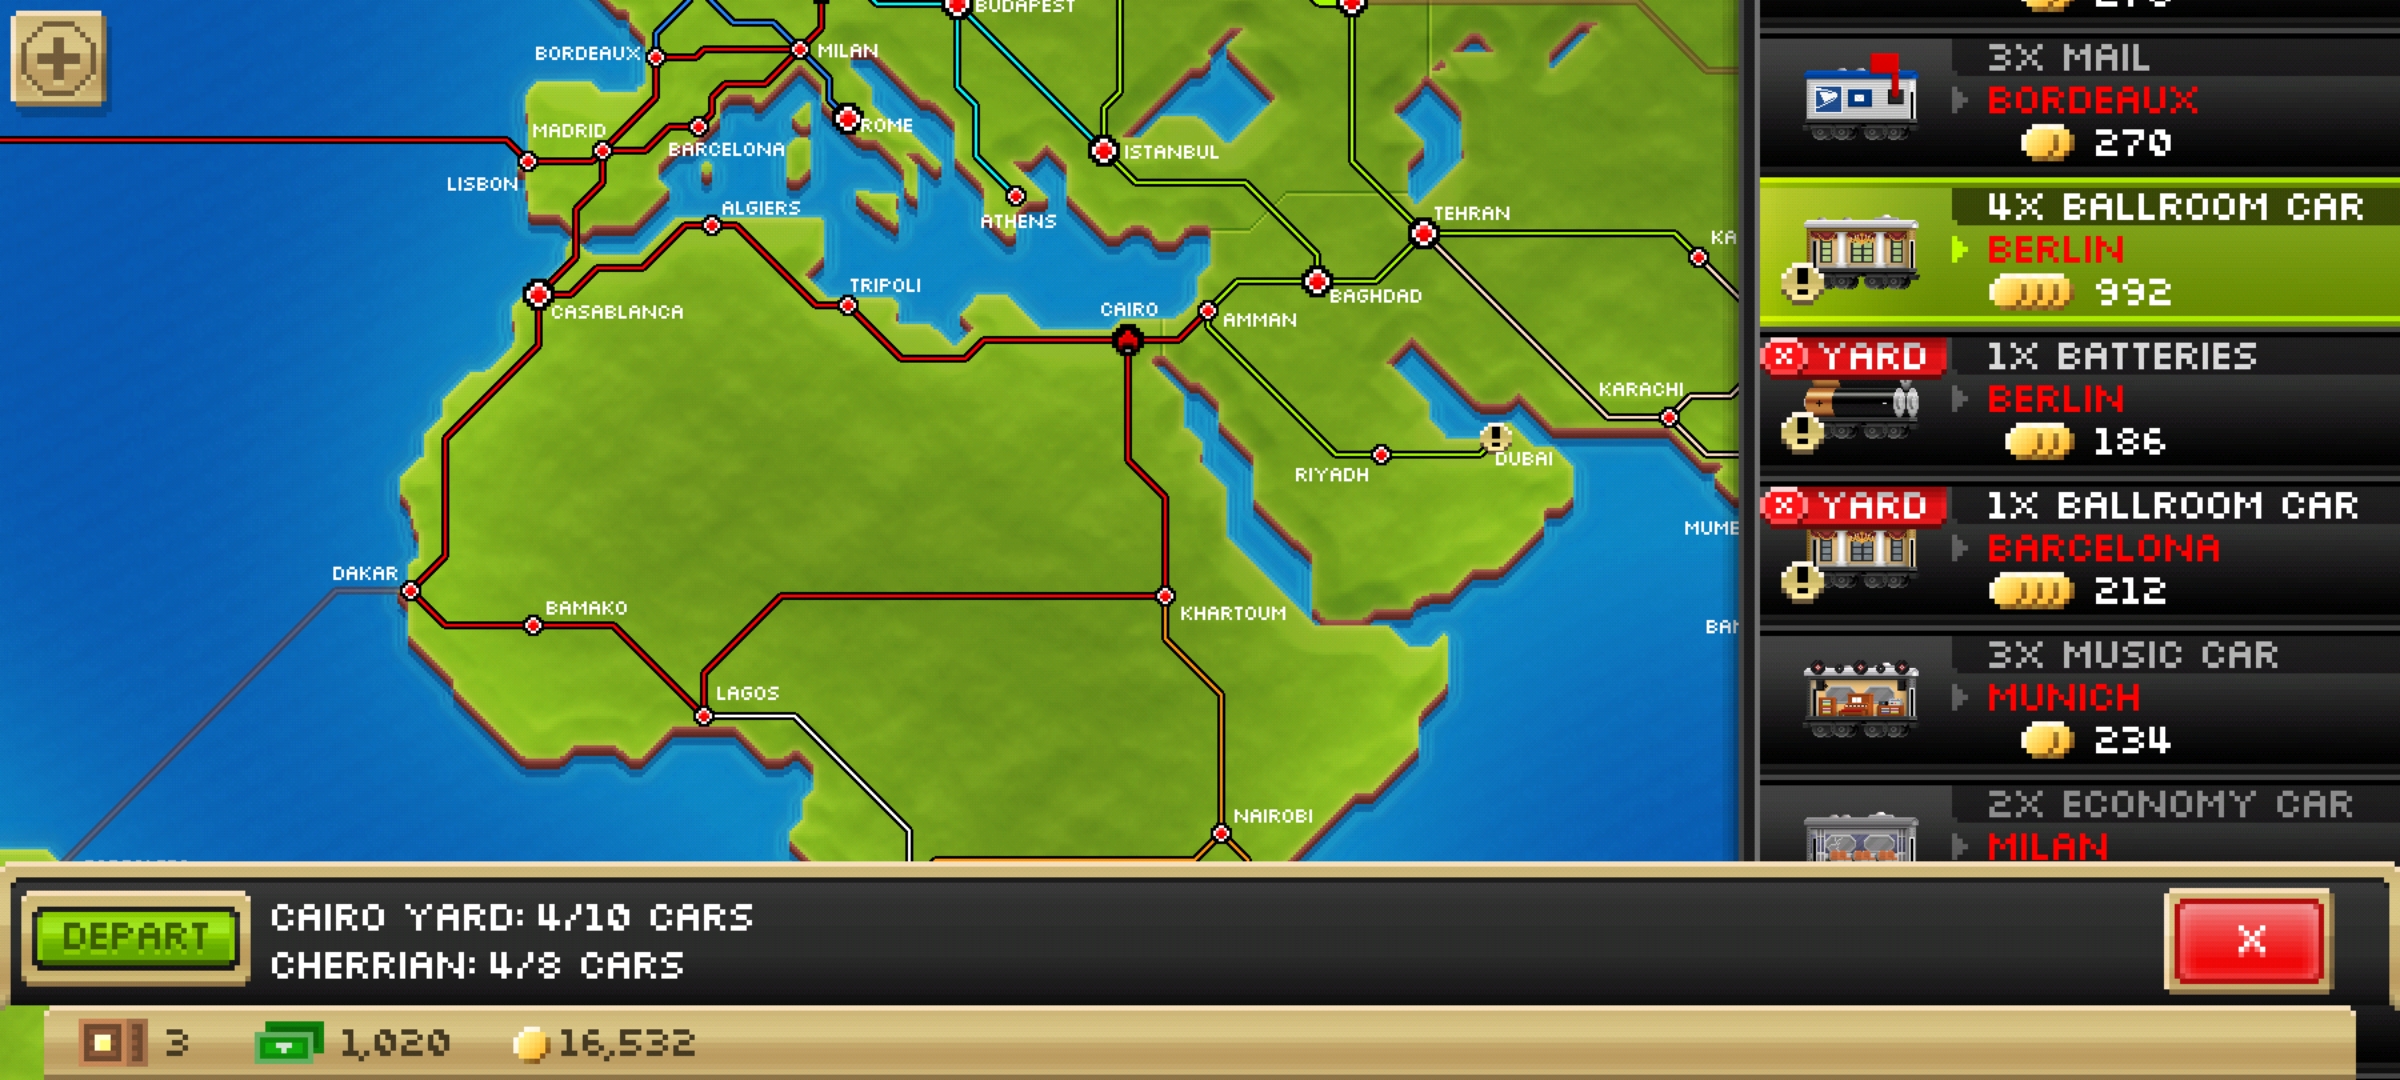 BUDAPEST
BORDEAUX
MILAN
MADRID
ROME
BARCELONA
ISTANBUL
LISBON
ALGIERS
ATHENS
TEHRAN
KA
TRIPOLI
CASABLANCA
BAGHDAD
CAIRO
AMMAN
KARACHI
RIYADH
DUBAI
MUME
DAKAR
BAMAKO
KHARTOUM
BAN
LAGOS
NAIROBI
3X MAIL
BORDEAUX
270
4X BALLROOM CAR
BERLIN
992
YARD
1X BATTERIES
BERLIN
186
YARD
1X BALLROOM CAR
BARCELONA
212
3X MUSIC CAR
MUNICH
234
2X ECONOMY CAR
MILAN
DEPART
CAIRO YARD: 4/10 CARS
CHERRIAN: 4/8 CARS
X
3
1,020
16,532